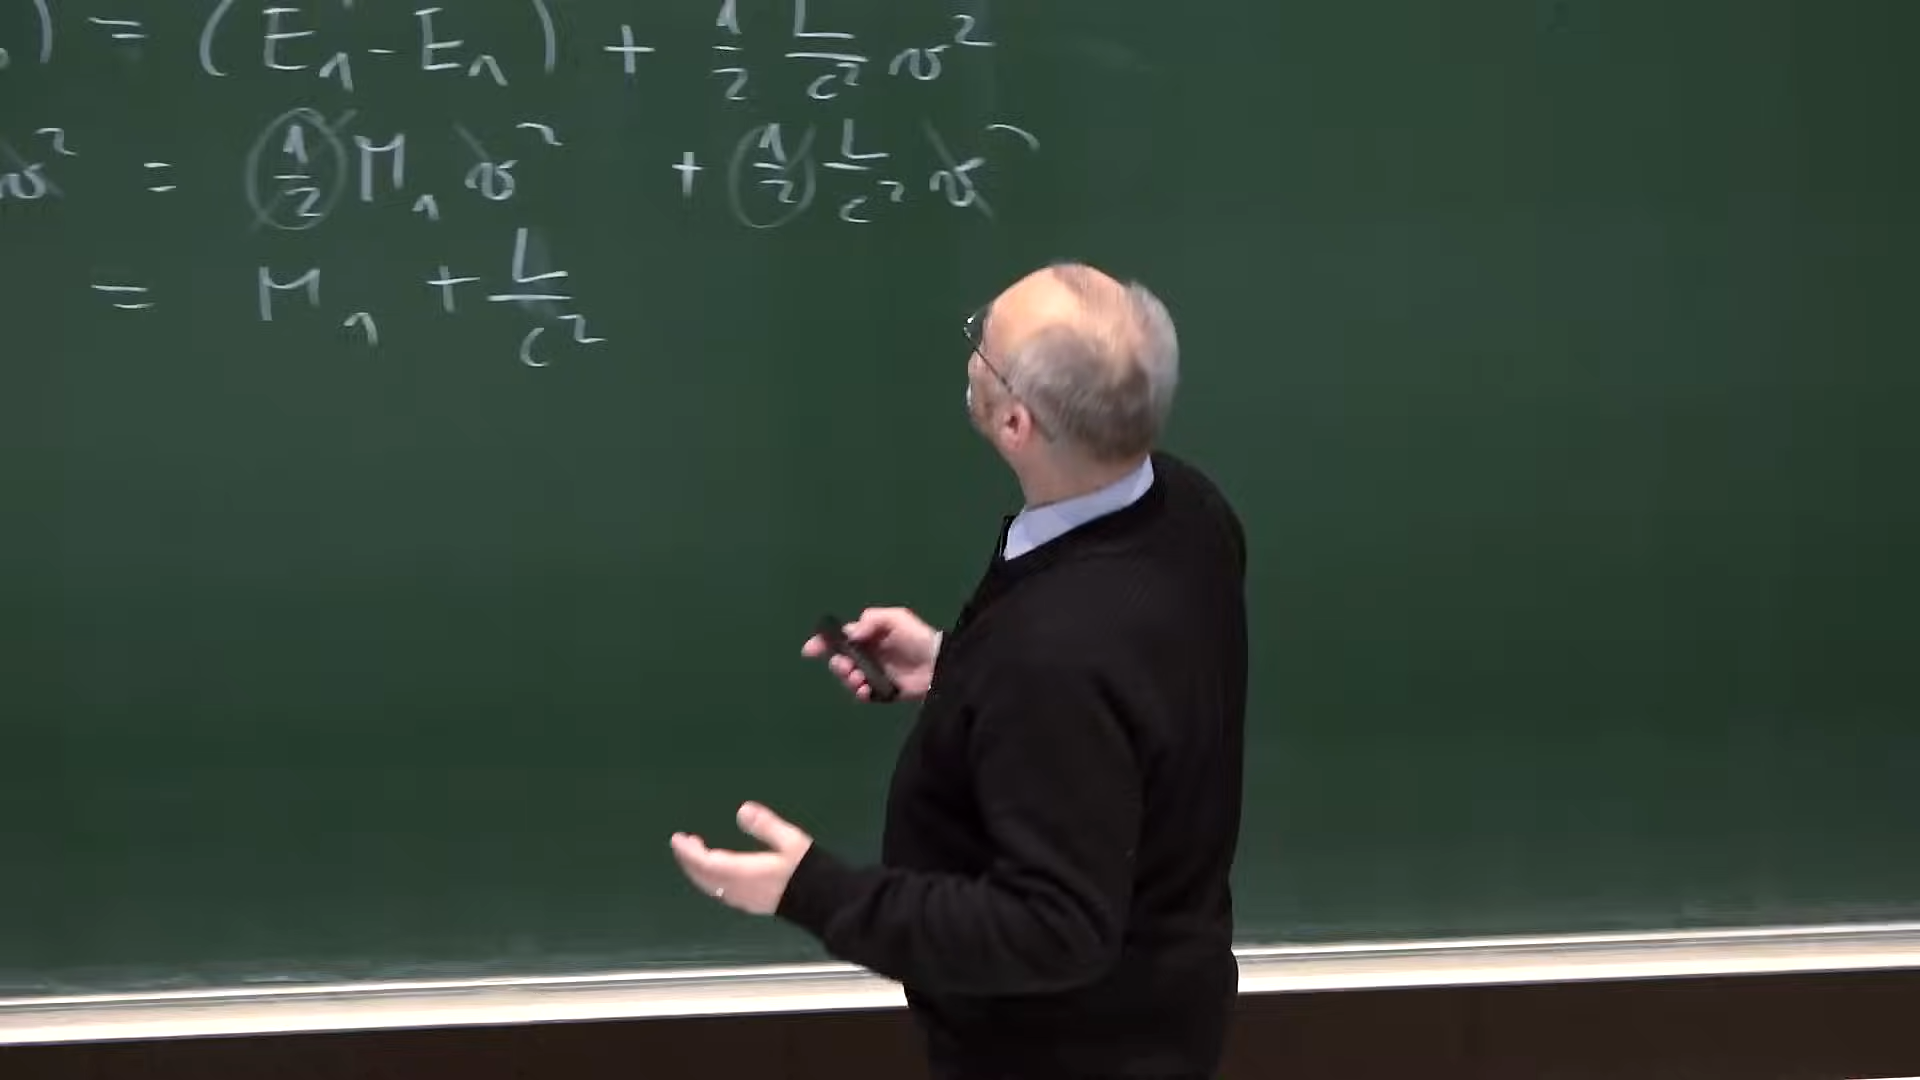 ) = (E₁' - E₁) + 1/2 L/c² v²
v² = 1/2 M₁ v² + 1/2 L/c² v²
= M₁ + L/c²